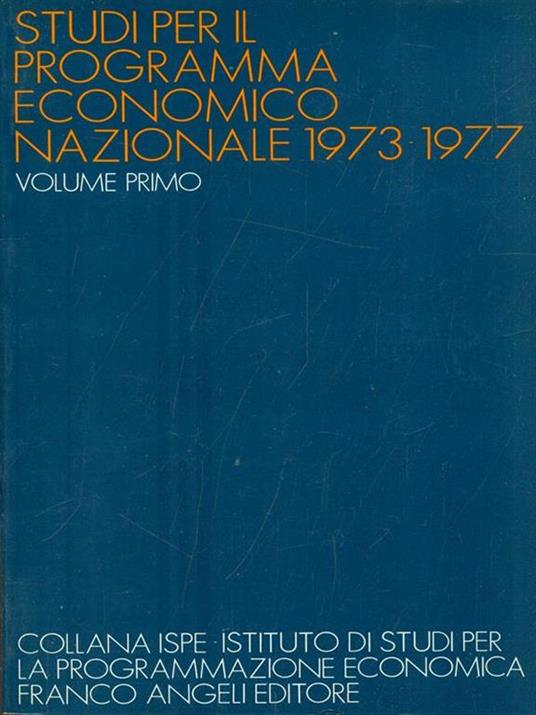 STUDI PER IL
PROGRAMMA
ECONOMICO
NAZIONALE 1973-1977
VOLUME PRIMO
COLLANA ISPE - ISTITUTO DI STUDI PER
LA PROGRAMMAZIONE ECONOMICA
FRANCO ANGELI EDITORE